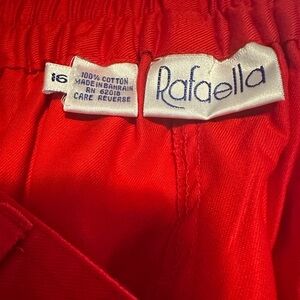 16
100% COTTON
MADE IN BAHRAIN
RN 62018
CARE REVERSE
Rafaella